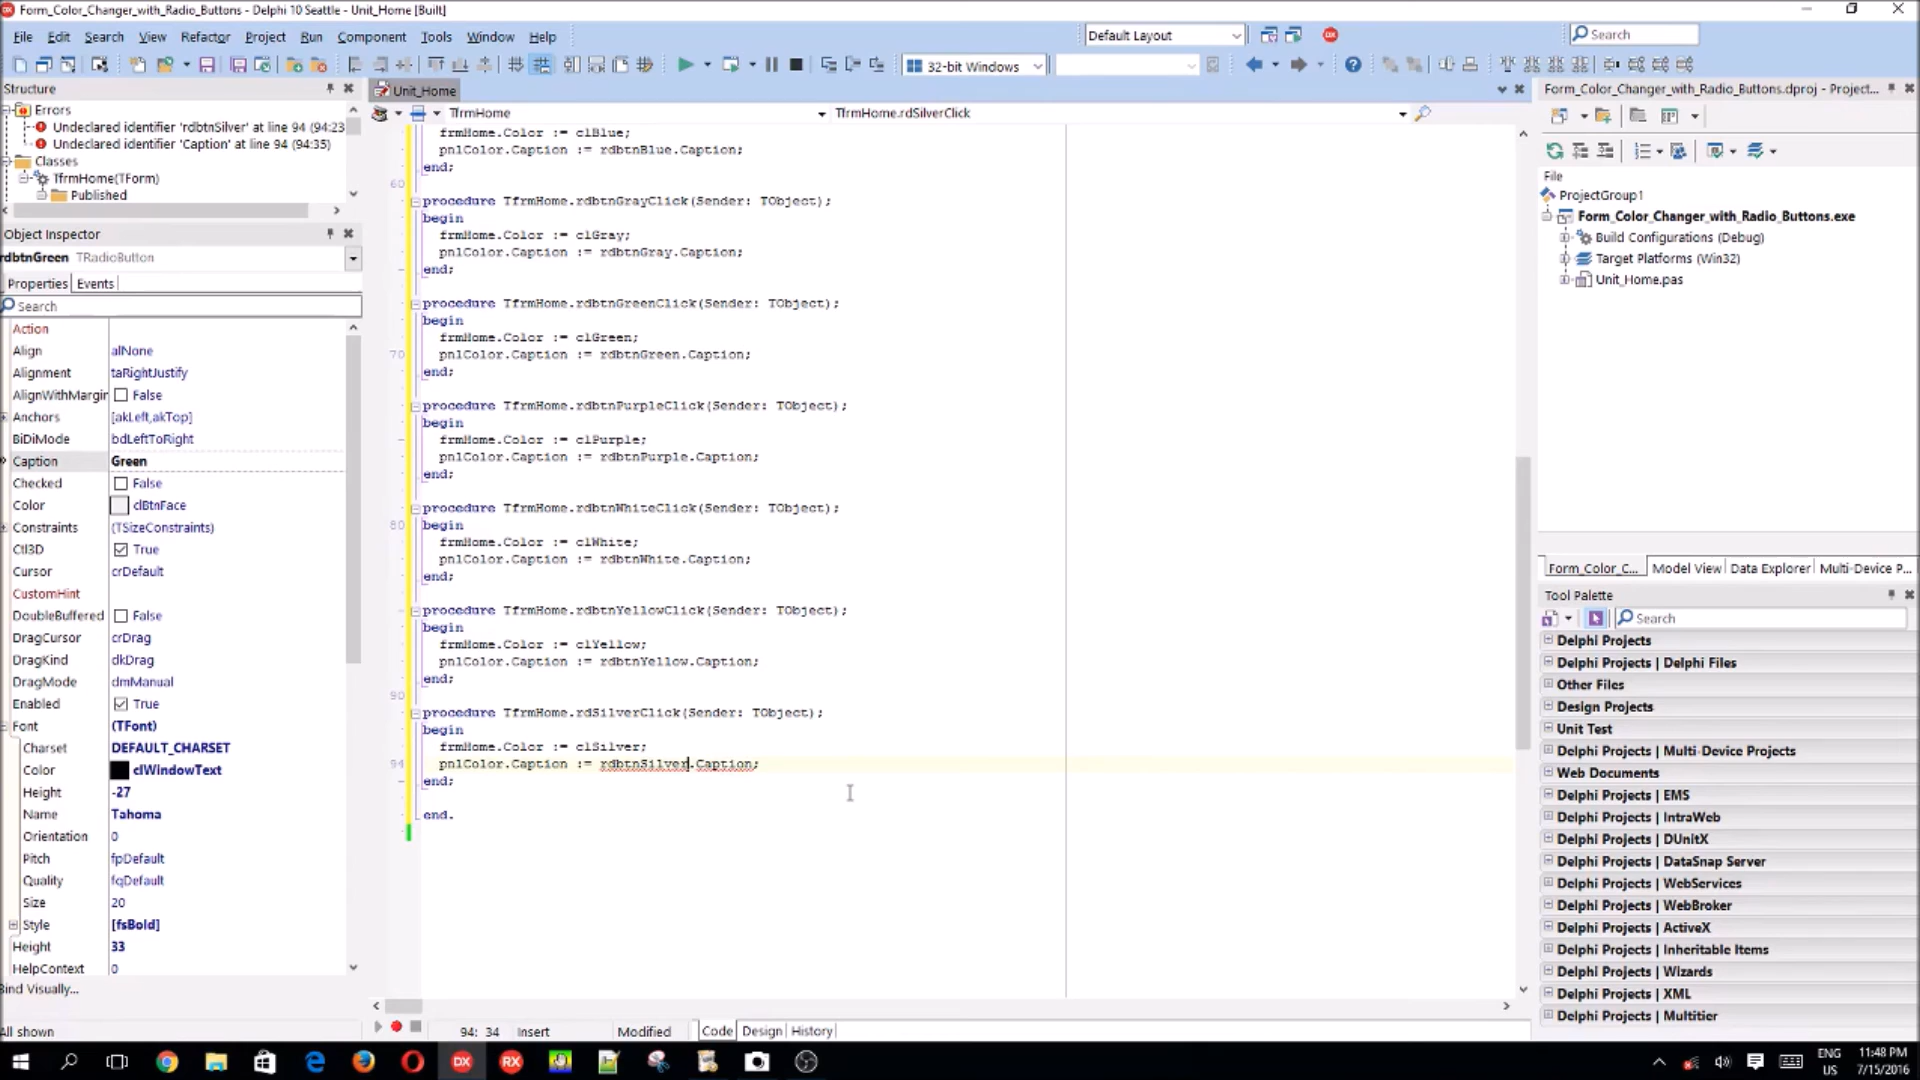 Form_Color_Changer_with_Radio_Buttons - Delphi 10 Seattle - Unit_Home [Built]
File Edit Search View Refactor Project Run Component Tools Window Help
Default Layout
Search
32-bit Windows
Structure
Errors
Undeclared identifier 'rdbtnSilver' at line 94 (94:23
Undeclared identifier 'Caption' at line 94 (94:35)
Classes
TfrmHome(TForm)
Published
Object Inspector
rdbtnGreen TRadioButton
Properties Events
Search
Action
Align alNone
Alignment taRightJustify
AlignWithMargin False
Anchors [akLeft,akTop]
BiDiMode bdLeftToRight
Caption Green
Checked False
Color clBtnFace
Constraints (TSizeConstraints)
Ctl3D True
Cursor crDefault
CustomHint
DoubleBuffered False
DragCursor crDrag
DragKind dkDrag
DragMode dmManual
Enabled True
Font (TFont)
Charset DEFAULT_CHARSET
Color clWindowText
Height -27
Name Tahoma
Orientation 0
Pitch fpDefault
Quality fqDefault
Size 20
Style [fsBold]
Height 33
HelpContext 0
Bind Visually...
All shown
Unit_Home
TfrmHome TfrmHome.rdSilverClick
frmHome.Color := clBlue;
pnlColor.Caption := rdbtnBlue.Caption;
end;
60
procedure TfrmHome.rdbtnGrayClick(Sender: TObject);
begin
frmHome.Color := clGray;
pnlColor.Caption := rdbtnGray.Caption;
end;
procedure TfrmHome.rdbtnGreenClick(Sender: TObject);
begin
frmHome.Color := clGreen;
70 pnlColor.Caption := rdbtnGreen.Caption;
end;
procedure TfrmHome.rdbtnPurpleClick(Sender: TObject);
begin
frmHome.Color := clPurple;
pnlColor.Caption := rdbtnPurple.Caption;
end;
procedure TfrmHome.rdbtnWhiteClick(Sender: TObject);
80 begin
frmHome.Color := clWhite;
pnlColor.Caption := rdbtnWhite.Caption;
end;
procedure TfrmHome.rdbtnYellowClick(Sender: TObject);
begin
frmHome.Color := clYellow;
pnlColor.Caption := rdbtnYellow.Caption;
end;
90
procedure TfrmHome.rdSilverClick(Sender: TObject);
begin
frmHome.Color := clSilver;
94 pnlColor.Caption := rdbtnSilver.Caption;
end;
end.
94: 34 Insert Modified Code Design History
Form_Color_Changer_with_Radio_Buttons.dproj - Project...
File
ProjectGroup1
Form_Color_Changer_with_Radio_Buttons.exe
Build Configurations (Debug)
Target Platforms (Win32)
Unit_Home.pas
Form_Color_C... Model View Data Explorer Multi-Device P...
Tool Palette
Search
Delphi Projects
Delphi Projects | Delphi Files
Other Files
Design Projects
Unit Test
Delphi Projects | Multi-Device Projects
Web Documents
Delphi Projects | EMS
Delphi Projects | IntraWeb
Delphi Projects | DUnitX
Delphi Projects | DataSnap Server
Delphi Projects | WebServices
Delphi Projects | WebBroker
Delphi Projects | ActiveX
Delphi Projects | Inheritable Items
Delphi Projects | Wizards
Delphi Projects | XML
Delphi Projects | Multitier
DX
RX
ENG
US
11:48 PM
7/15/2016